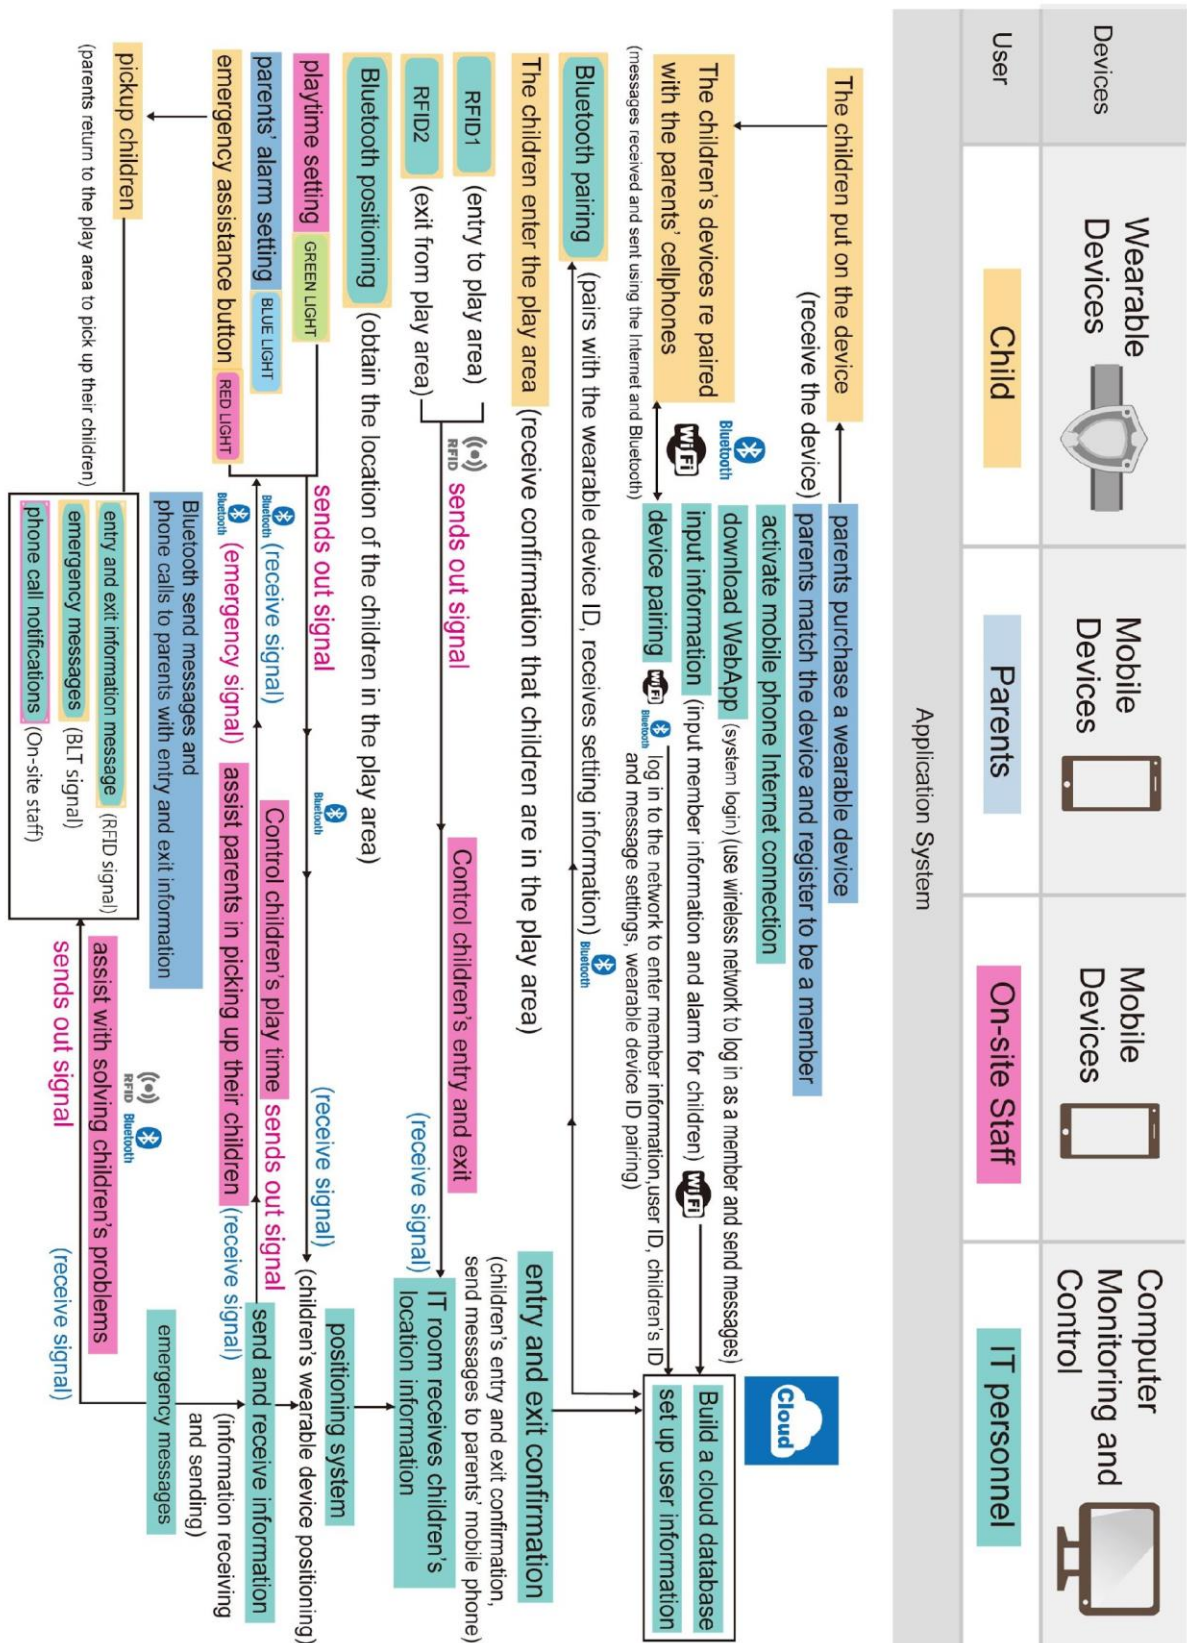 Devices
Wearable
Devices
Mobile
Devices
Mobile
Devices
Computer
Monitoring and
Control
User
Child
Parents
On-site Staff
IT personnel
Application System
The children put on the device
(receive the device)
parents purchase a wearable device
parents match the device and register to be a member
activate mobile phone Internet connection
download WebApp (system login) (use wireless network to log in as a member and send messages)
input information (input member information and alarm for children)
WiFi
Cloud
Build a cloud database
set up user information
The children's devices re paired
with the parents' cellphones
(messages received and sent using the Internet and Bluetooth)
Bluetooth
WiFi
device pairing
WiFi
Bluetooth
log in to the network to enter member information,user ID, children's ID
and message settings, wearable device ID pairing)
Bluetooth pairing
(pairs with the wearable device ID, receives setting information)
Bluetooth
The children enter the play area
(receive confirmation that children are in the play area)
entry and exit confirmation
(children's entry and exit confirmation,
send messages to parents' mobile phone)
RFID1
(entry to play area)
RFID2
(exit from play area)
RFID
sends out signal
Control children's entry and exit
(receive signal)
IT room receives children's
location information
Bluetooth positioning
(obtain the location of the children in the play area)
positioning system
(children's wearable device positioning)
playtime setting
GREEN LIGHT
sends out signal
Bluetooth
(receive signal)
parents' alarm setting
BLUE LIGHT
Bluetooth
(receive signal)
Control children's play time
sends out signal
send and receive information
(information receiving
and sending)
emergency assistance button
RED LIGHT
Bluetooth
(emergency signal)
assist parents in picking up their children
(receive signal)
Bluetooth send messages and
phone calls to parents with entry and exit information
emergency messages
pickup children
(parents return to the play area to pick up their children)
entry and exit information message
(RFID signal)
emergency messages
(BLT signal)
phone call notifications
(On-site staff)
RFID
Bluetooth
assist with solving children's problems
sends out signal
(receive signal)